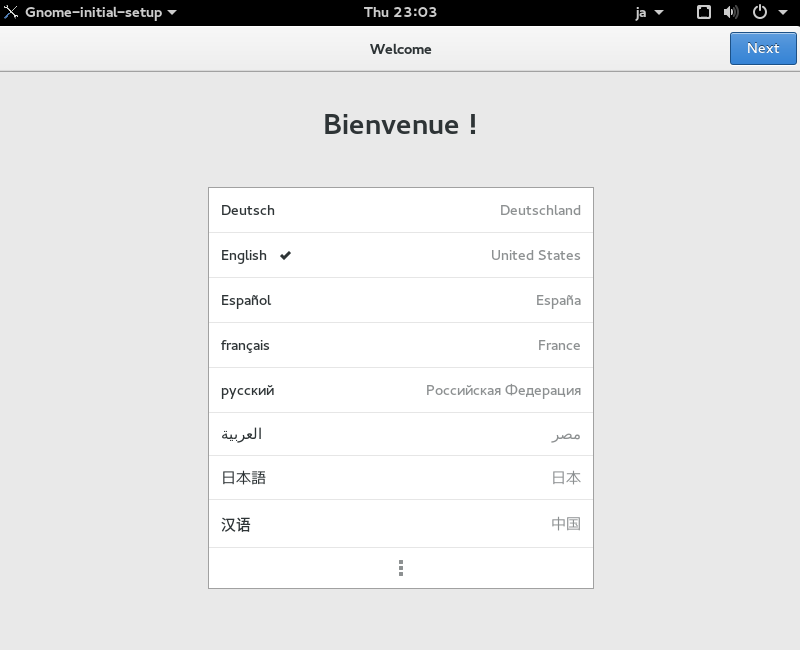 Gnome-initial-setup Thu 23:03 ja
Welcome Next
Bienvenue !
Deutsch Deutschland
English United States
Español España
français France
русский Российская Федерация
العربية مصر
日本語 日本
汉语 中国